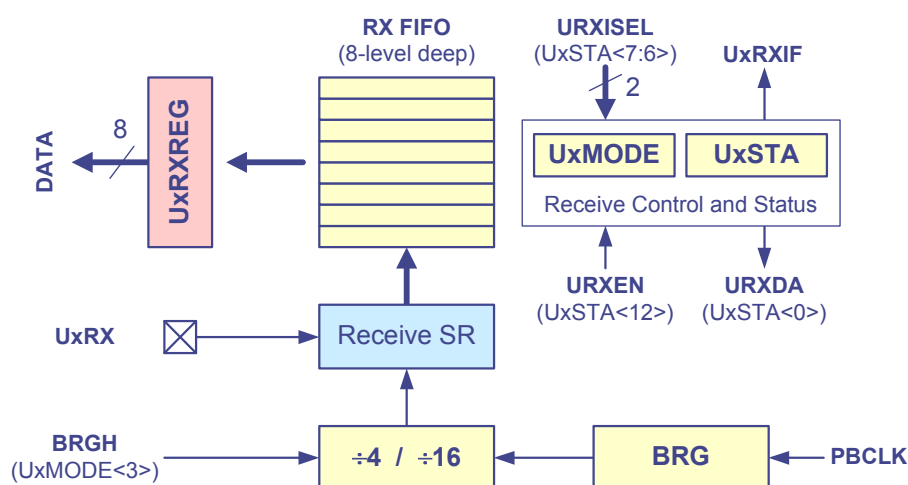 RX FIFO
(8-level deep)
URXISEL
(UxSTA<7:6>)
UxRXIF
2
8
DATA
UxRXREG
UxMODE
UxSTA
Receive Control and Status
URXEN
(UxSTA<12>)
URXDA
(UxSTA<0>)
UxRX
Receive SR
BRGH
(UxMODE<3>)
÷4 / ÷16
BRG
PBCLK